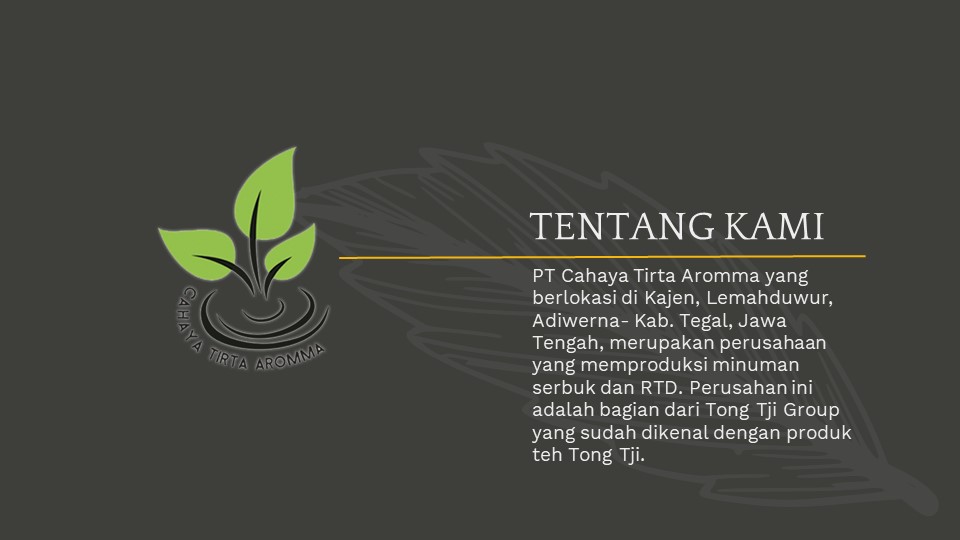 CAHAYA TIRTA AROMMA
TENTANG KAMI
PT Cahaya Tirta Aromma yang
berlokasi di Kajen, Lemahduwur,
Adiwerna- Kab. Tegal, Jawa
Tengah, merupakan perusahaan
yang memproduksi minuman
serbuk dan RTD. Perusahan ini
adalah bagian dari Tong Tji Group
yang sudah dikenal dengan produk
teh Tong Tji.